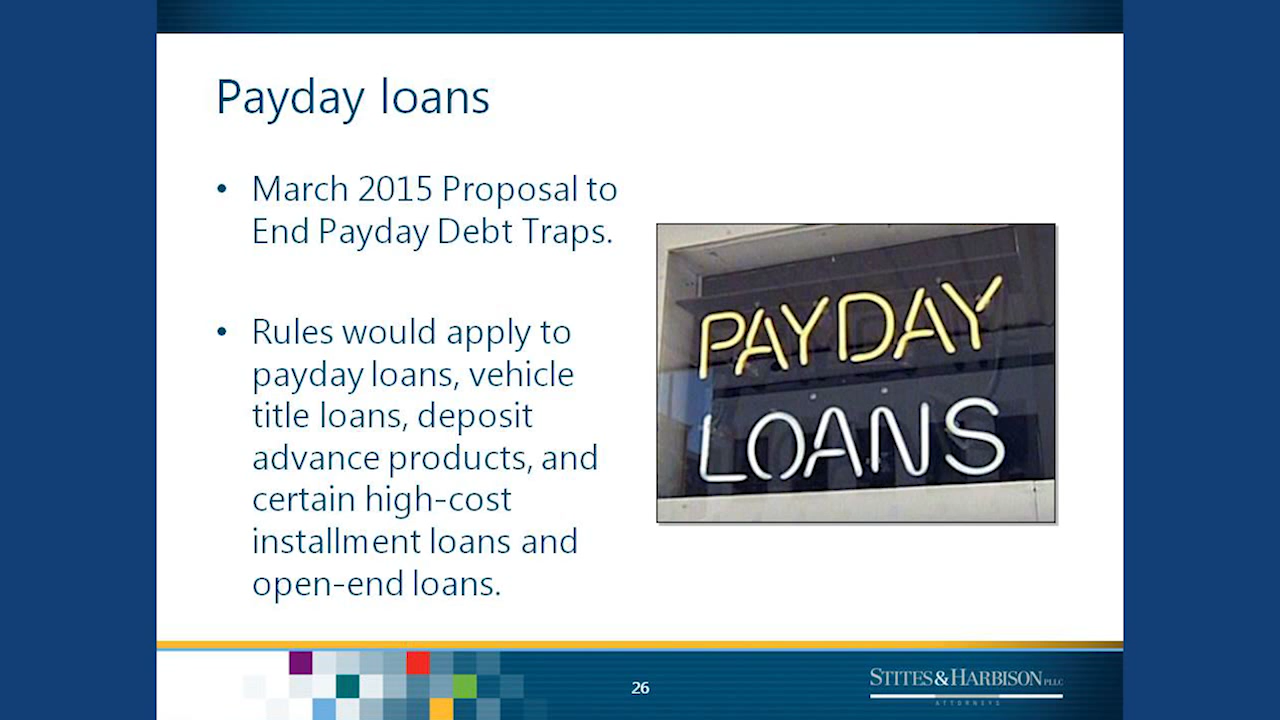 Payday loans
• March 2015 Proposal to
End Payday Debt Traps.
• Rules would apply to
payday loans, vehicle
title loans, deposit
advance products, and
certain high-cost
installment loans and
open-end loans.
PAYDAY
LOANS
26
STITES & HARBISON PLLC
ATTORNEYS